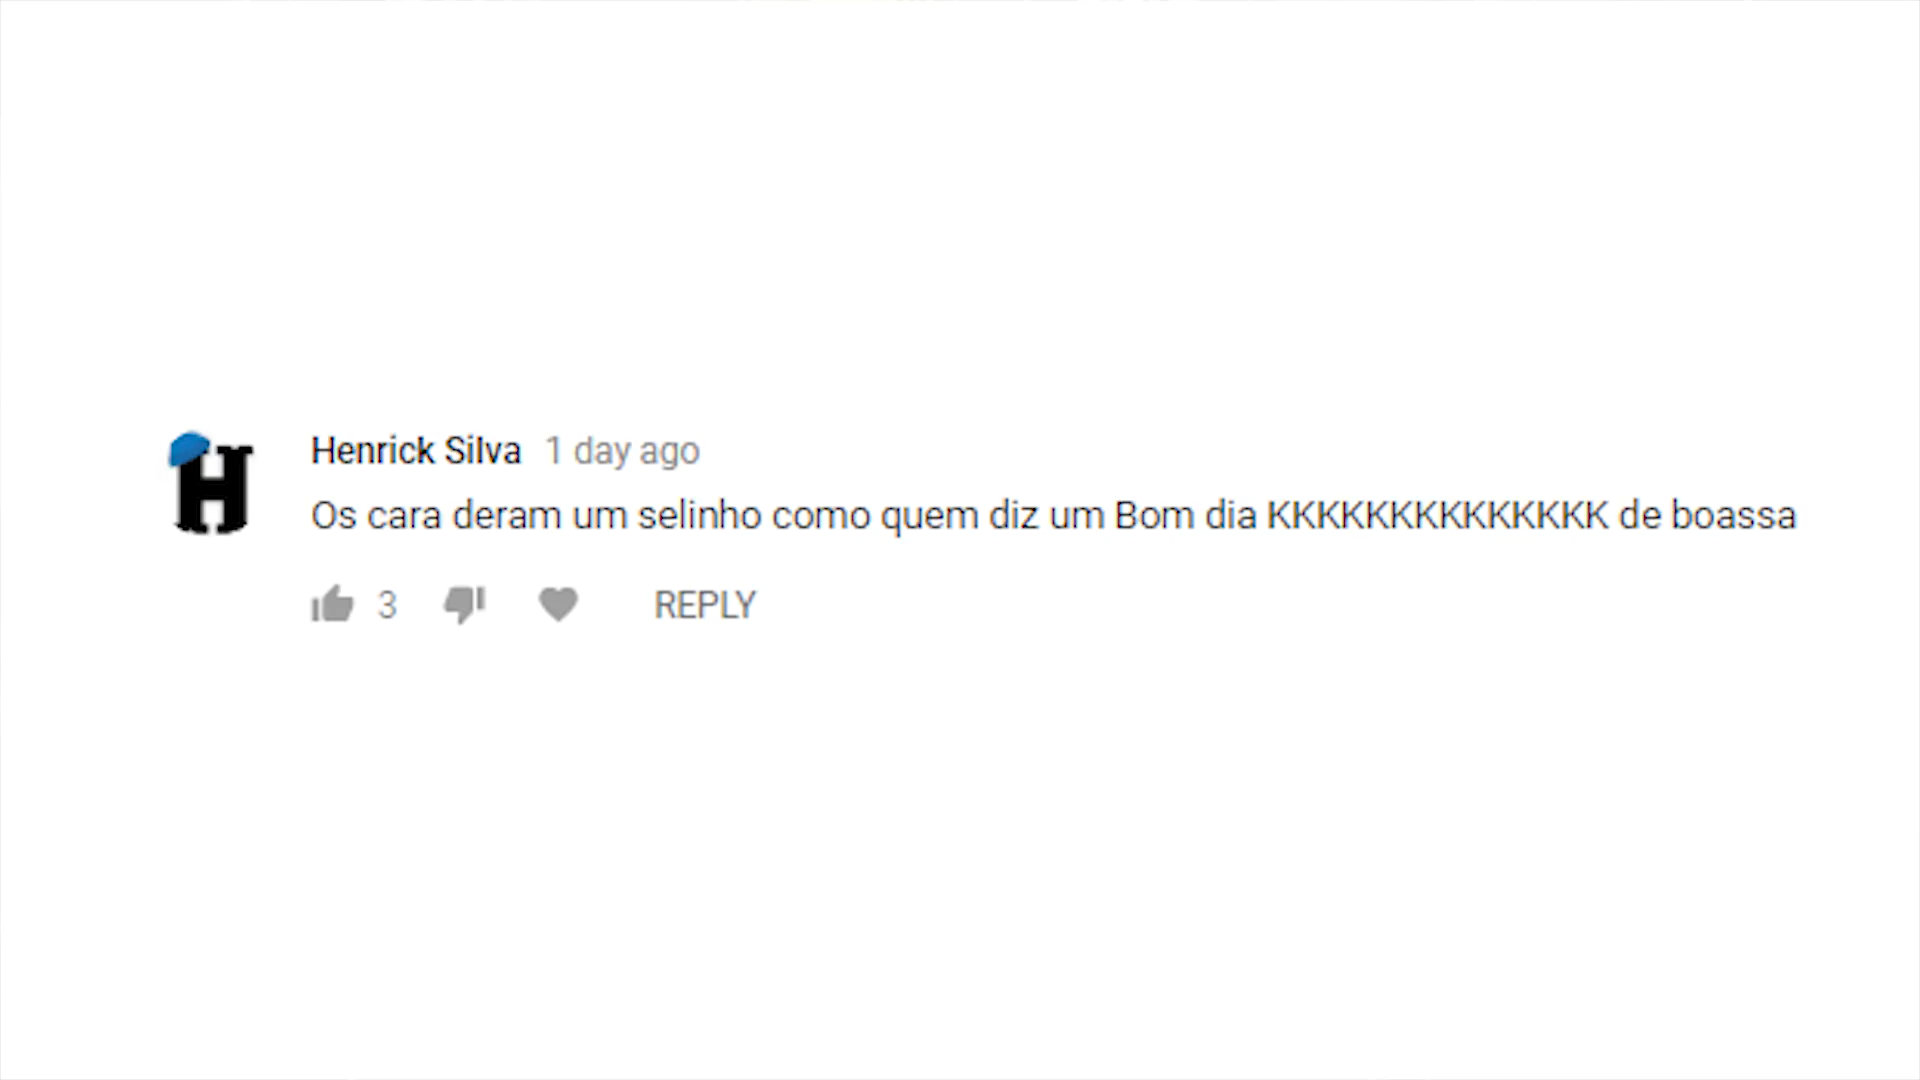 H
Henrick Silva 1 day ago
Os cara deram um selinho como quem diz um Bom dia KKKKKKKKKKKKKK de boassa
3 REPLY